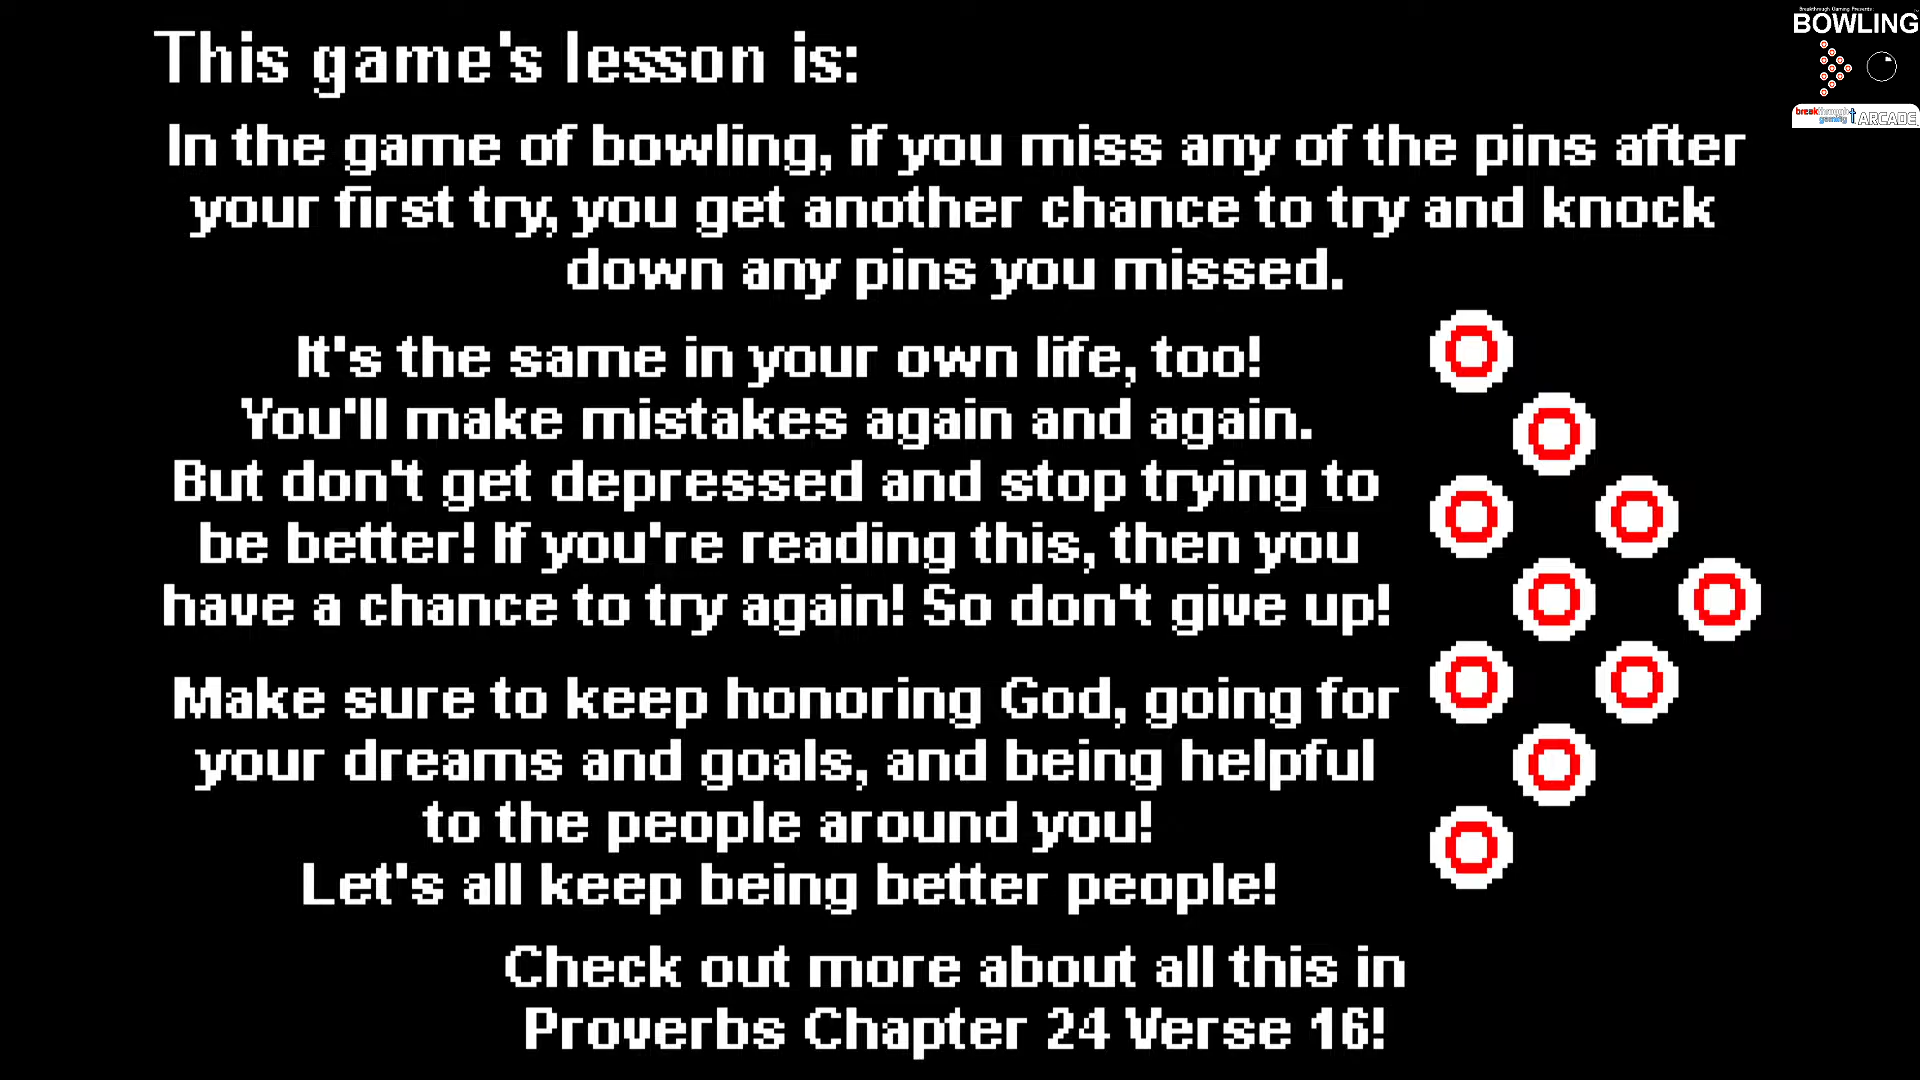 This game's lesson is:
In the game of bowling, if you miss any of the pins after
your first try, you get another chance to try and knock
down any pins you missed.
It's the same in your own life, too!
You'll make mistakes again and again.
But don't get depressed and stop trying to
be better! If you're reading this, then you
have a chance to try again! So don't give up!
Make sure to keep honoring God, going for
your dreams and goals, and being helpful
to the people around you!
Let's all keep being better people!
Check out more about all this in
Proverbs Chapter 24 Verse 16!
Breakthrough Gaming Presents:
BOWLING
breakthrough
gaming ARCADE